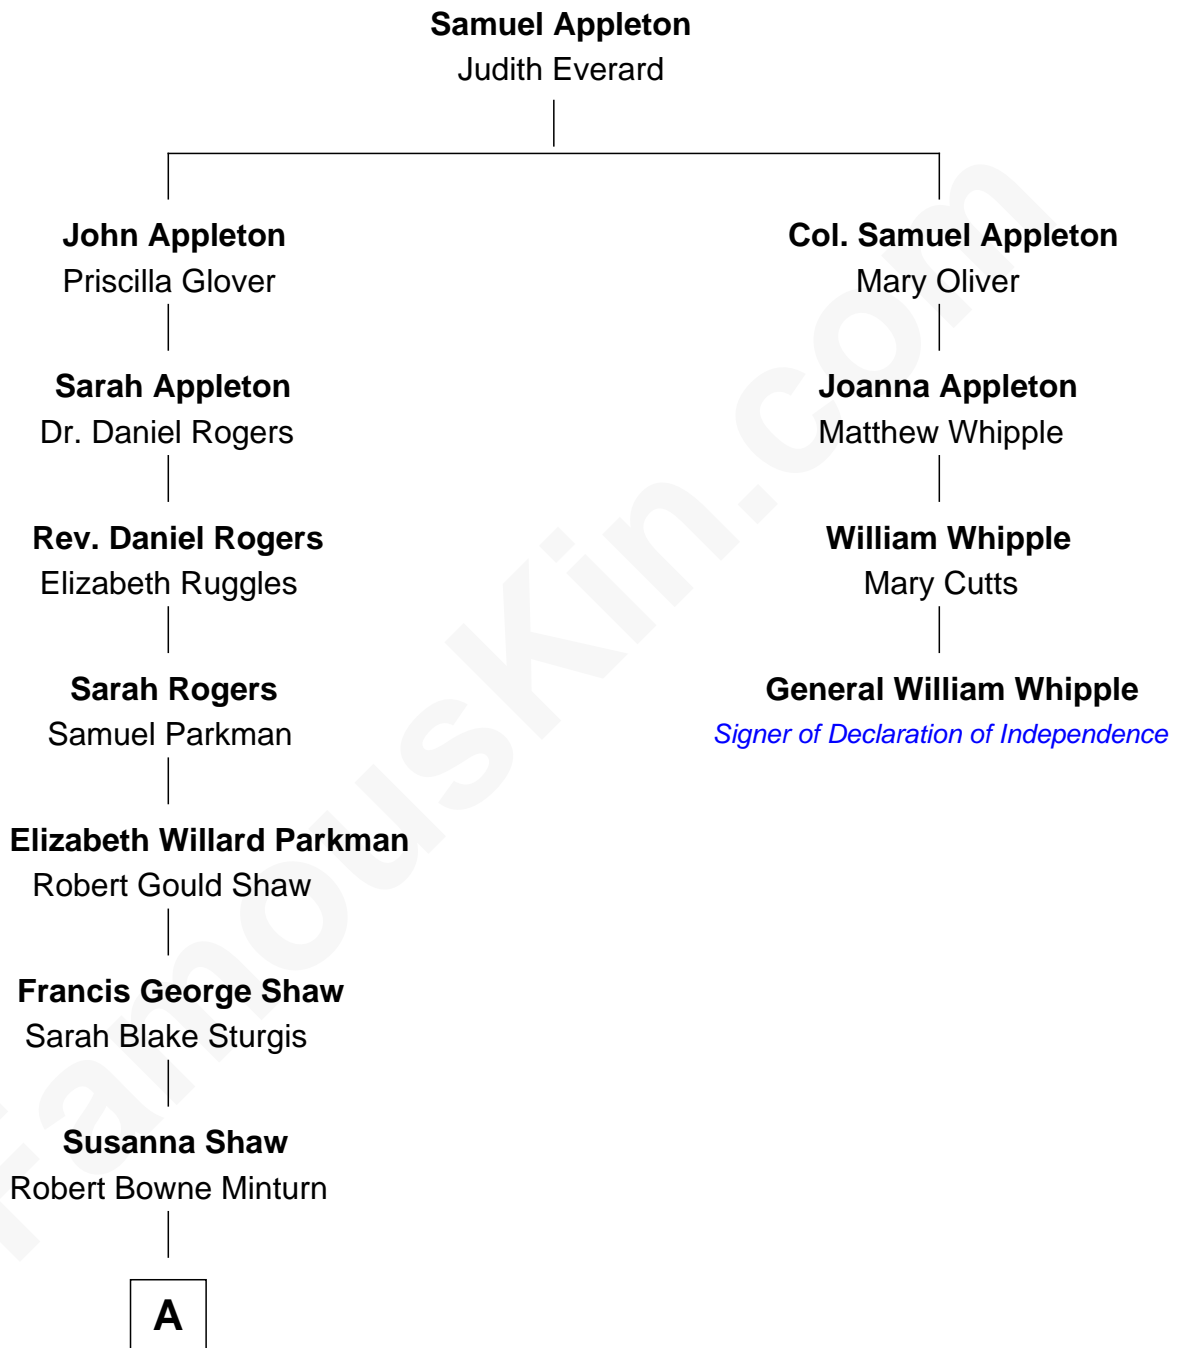 Samuel Appleton
Judith Everard
John Appleton
Priscilla Glover
Col. Samuel Appleton
Mary Oliver
Sarah Appleton
Dr. Daniel Rogers
Joanna Appleton
Matthew Whipple
Rev. Daniel Rogers
Elizabeth Ruggles
William Whipple
Mary Cutts
Sarah Rogers
Samuel Parkman
General William Whipple
Signer of Declaration of Independence
Elizabeth Willard Parkman
Robert Gould Shaw
Francis George Shaw
Sarah Blake Sturgis
Susanna Shaw
Robert Bowne Minturn
A
FamousKin.com